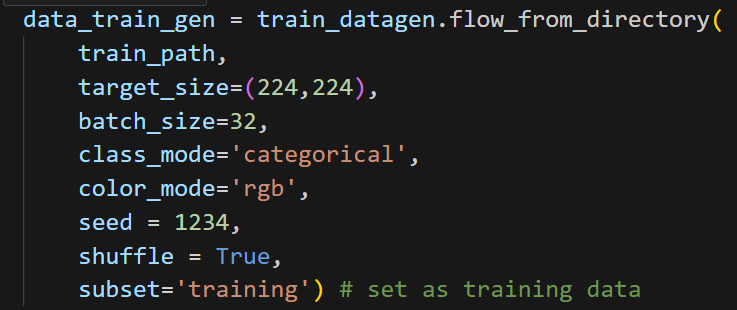 data_train_gen = train_datagen.flow_from_directory(
    train_path,
    target_size=(224,224),
    batch_size=32,
    class_mode='categorical',
    color_mode='rgb',
    seed = 1234,
    shuffle = True,
    subset='training') # set as training data